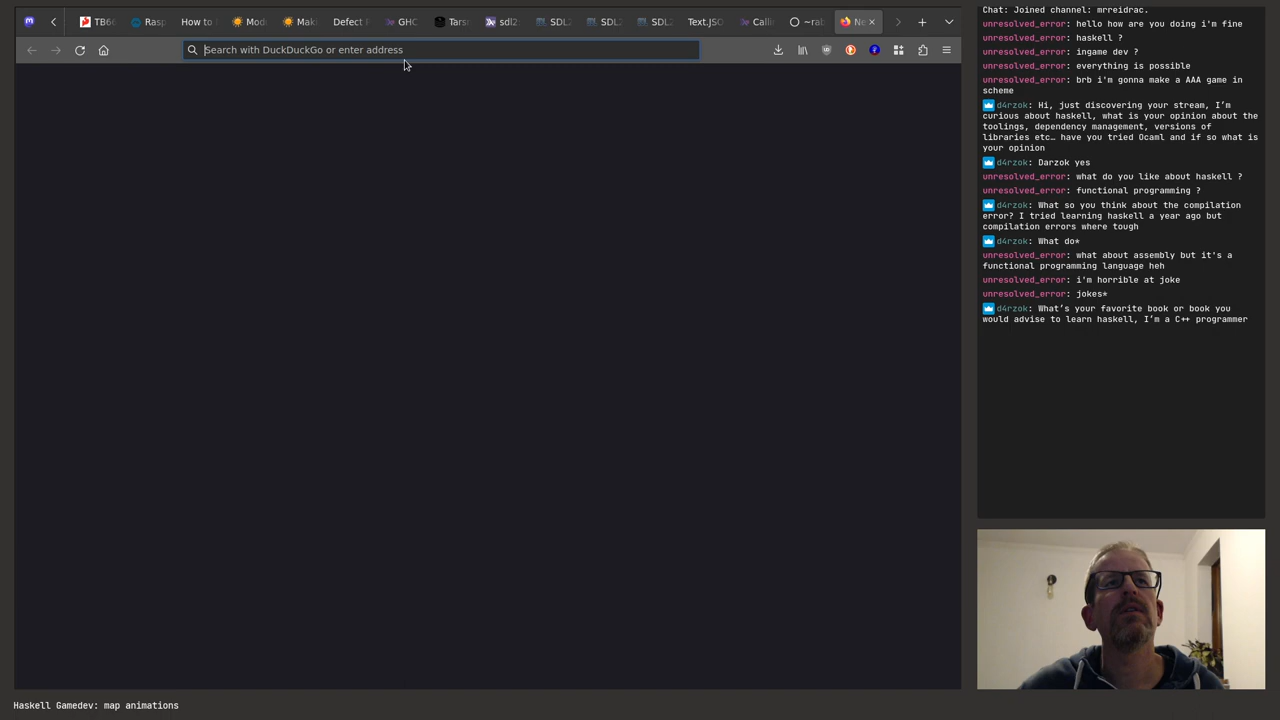 TB6
Rasp
How to
Modi
Maki
Defect
GHC
Tars
sdl2
SDL2
SDL2
SDL2
Text.JSO
Calli
~rab
Ne
Search with DuckDuckGo or enter address
Chat: Joined channel: mrreidrac.
unresolved_error: hello how are you doing i'm fine
unresolved_error: haskell ?
unresolved_error: ingame dev ?
unresolved_error: everything is possible
unresolved_error: brb i'm gonna make a AAA game in
scheme
d4rzok: Hi, just discovering your stream, I’m
curious about haskell, what is your opinion about the
toolings, dependency management, versions of
libraries etc… have you tried Ocaml and if so what is
your opinion
d4rzok: Darzok yes
unresolved_error: what do you like about haskell ?
unresolved_error: functional programming ?
d4rzok: What so you think about the compilation
error? I tried learning haskell a year ago but
compilation errors where tough
d4rzok: What do*
unresolved_error: what about assembly but it's a
functional programming language heh
unresolved_error: i'm horrible at joke
unresolved_error: jokes*
d4rzok: What’s your favorite book or book you
would advise to learn haskell, I’m a C++ programmer
Haskell Gamedev: map animations